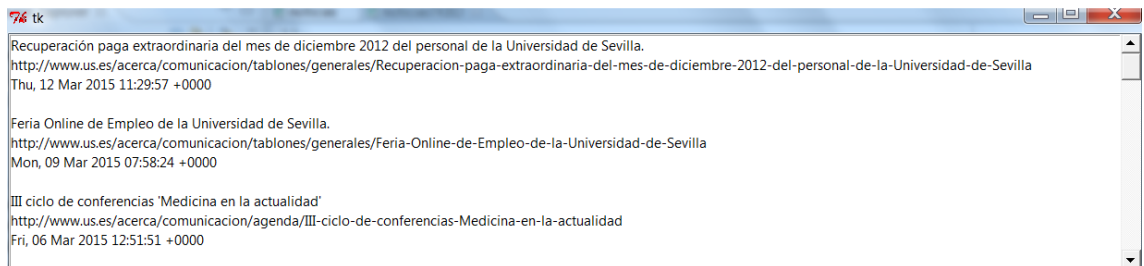 tk
Recuperación paga extraordinaria del mes de diciembre 2012 del personal de la Universidad de Sevilla.
http://www.us.es/acerca/comunicacion/tablones/generales/Recuperacion-paga-extraordinaria-del-mes-de-diciembre-2012-del-personal-de-la-Universidad-de-Sevilla
Thu, 12 Mar 2015 11:29:57 +0000
Feria Online de Empleo de la Universidad de Sevilla.
http://www.us.es/acerca/comunicacion/tablones/generales/Feria-Online-de-Empleo-de-la-Universidad-de-Sevilla
Mon, 09 Mar 2015 07:58:24 +0000
III ciclo de conferencias 'Medicina en la actualidad'
http://www.us.es/acerca/comunicacion/agenda/III-ciclo-de-conferencias-Medicina-en-la-actualidad
Fri, 06 Mar 2015 12:51:51 +0000